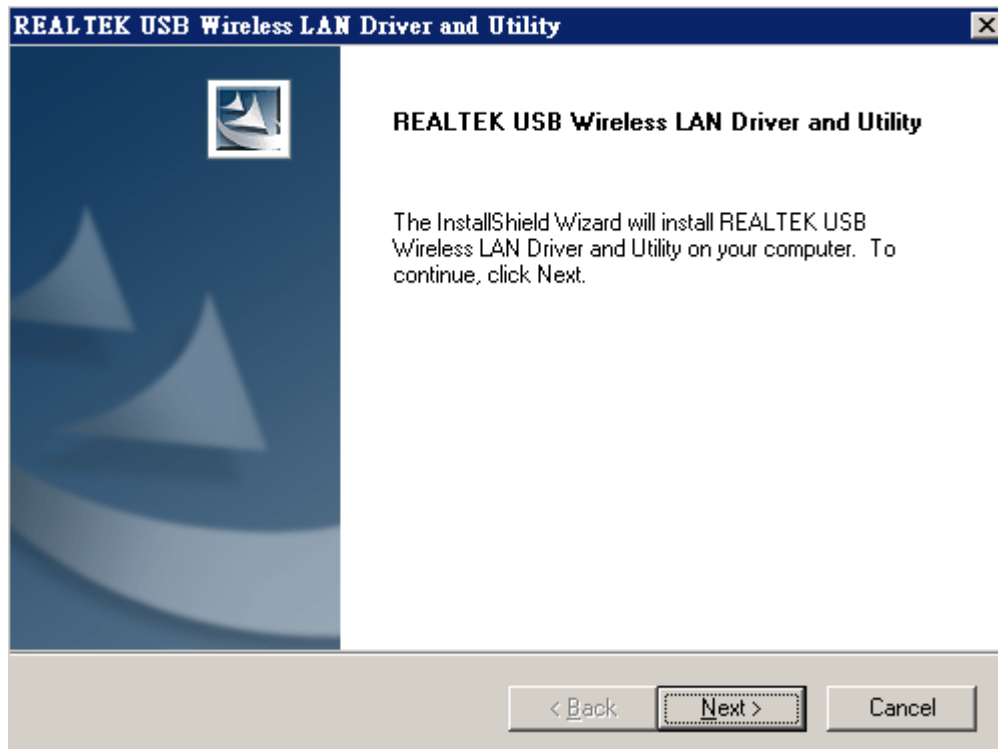 REALTEK USB Wireless LAN Driver and Utility
REALTEK USB Wireless LAN Driver and Utility
The InstallShield Wizard will install REALTEK USB
Wireless LAN Driver and Utility on your computer. To
continue, click Next.
< Back
Next >
Cancel